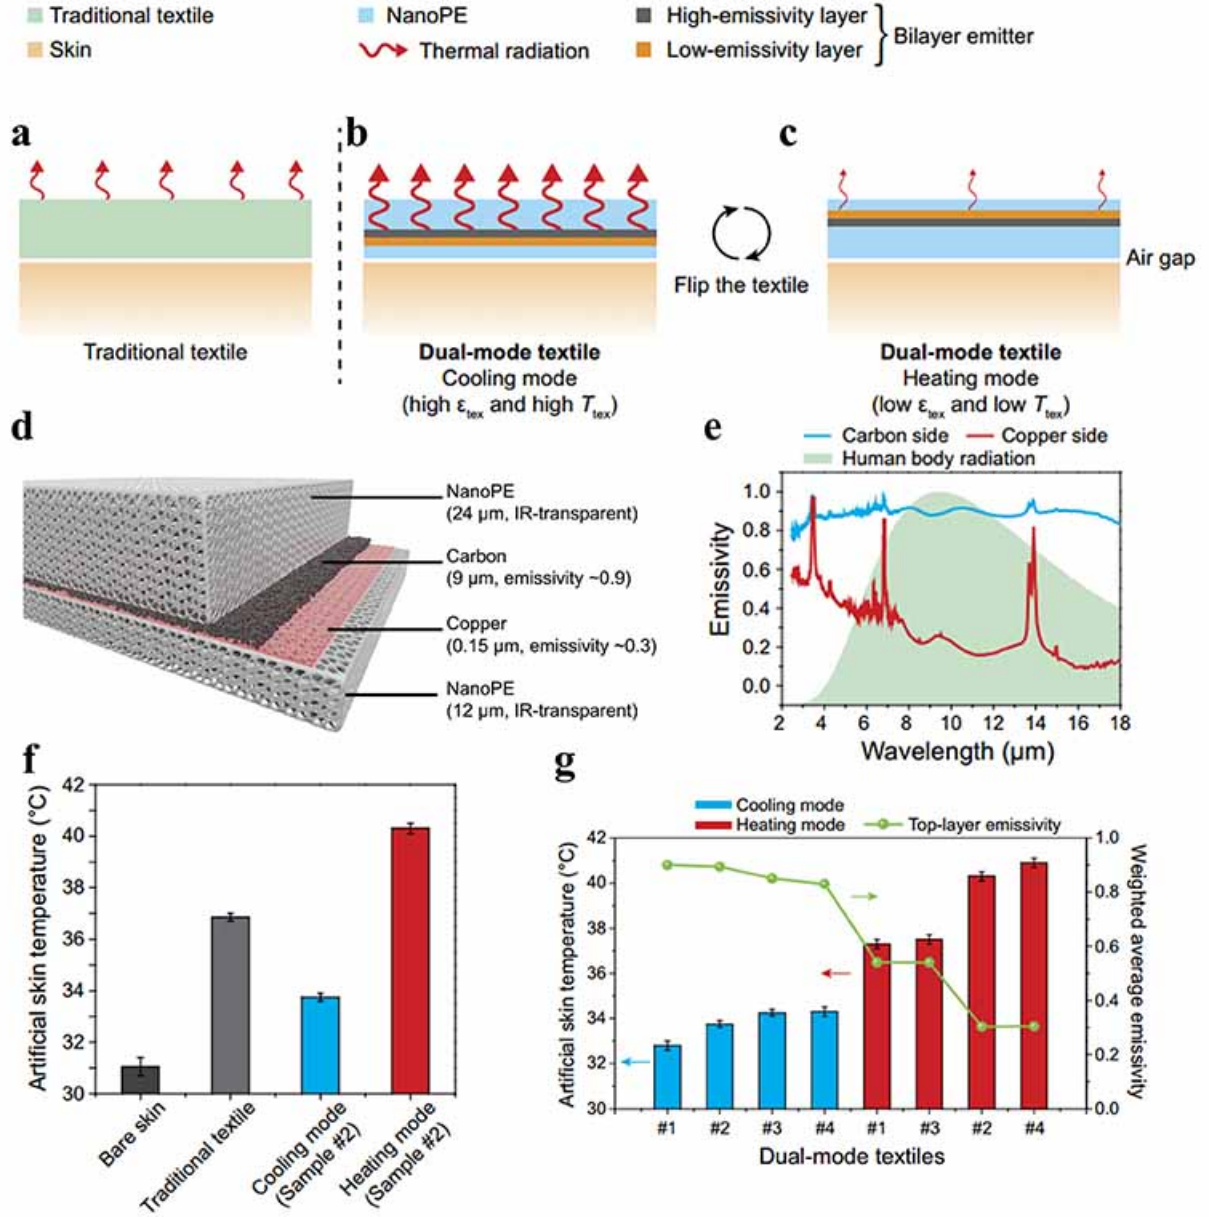 Traditional textile
NanoPE
High-emissivity layer
Bilayer emitter
Skin
Thermal radiation
Low-emissivity layer
a
b
c
Flip the textile
Air gap
Traditional textile
Dual-mode textile
Cooling mode
(high εtex and high Ttex)
Dual-mode textile
Heating mode
(low εtex and low Ttex)
d
NanoPE
(24 µm, IR-transparent)
Carbon
(9 µm, emissivity ~0.9)
Copper
(0.15 µm, emissivity ~0.3)
NanoPE
(12 µm, IR-transparent)
e
Carbon side
Copper side
Human body radiation
Emissivity
1.0
0.8
0.6
0.4
0.2
0.0
2 4 6 8 10 12 14 16 18
Wavelength (µm)
f
Artificial skin temperature (°C)
42
40
38
36
34
32
30
Bare skin
Traditional textile
Cooling mode
(Sample #2)
Heating mode
(Sample #2)
g
Cooling mode
Heating mode
Top-layer emissivity
Artificial skin temperature (°C)
42
40
38
36
34
32
30
1.0
0.8
0.6
0.4
0.2
0.0
Weighted average emissivity
#1 #2 #3 #4 #1 #3 #2 #4
Dual-mode textiles